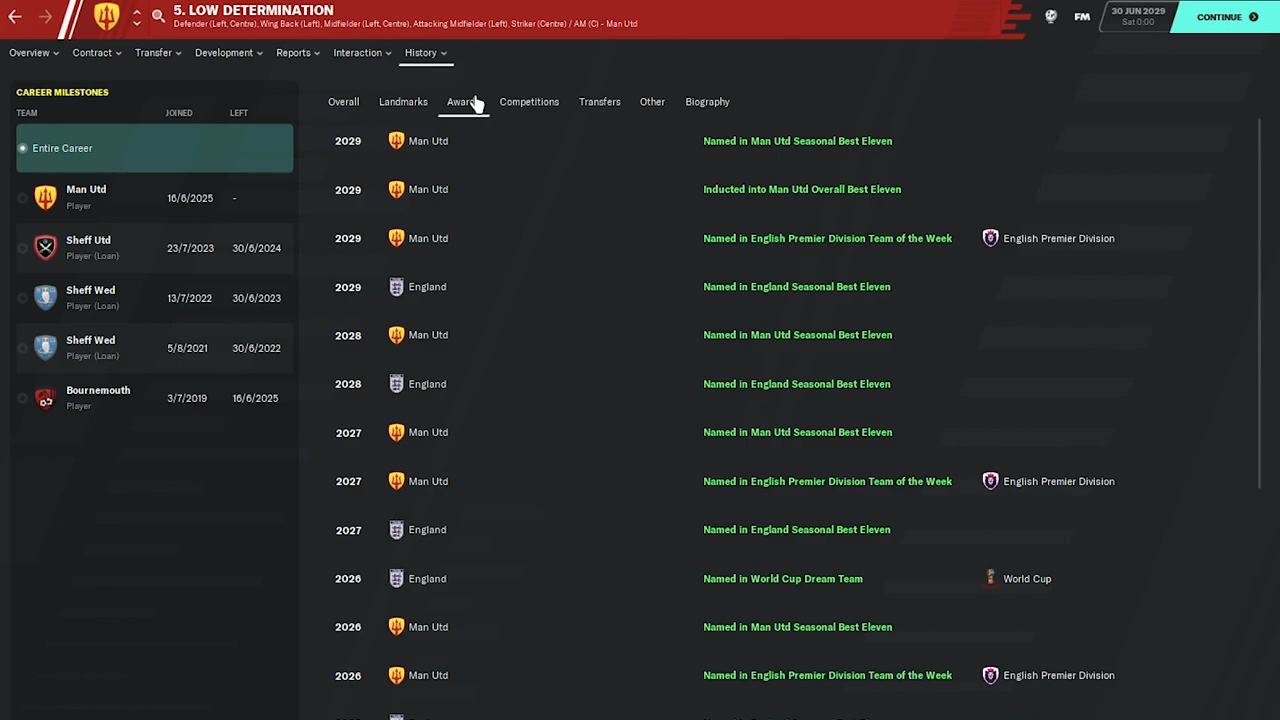 5. LOW DETERMINATION
Defender (Left, Centre), Wing Back (Left), Midfielder (Left, Centre), Attacking Midfielder (Left), Striker (Centre) / AM (C) - Man Utd
FM
30 JUN 2029
Sat 0:00
CONTINUE
Overview Contract Transfer Development Reports Interaction History
CAREER MILESTONES
TEAM JOINED LEFT
Entire Career
Man Utd
Player
16/6/2025 -
Sheff Utd
Player (Loan)
23/7/2023 30/6/2024
Sheff Wed
Player (Loan)
13/7/2022 30/6/2023
Sheff Wed
Player (Loan)
5/8/2021 30/6/2022
Bournemouth
Player
3/7/2019 16/6/2025
Overall Landmarks Competitions Transfers Other Biography
2029 Man Utd Named in Man Utd Seasonal Best Eleven
2029 Man Utd Inducted into Man Utd Overall Best Eleven
2029 Man Utd Named in English Premier Division Team of the Week English Premier Division
2029 England Named in England Seasonal Best Eleven
2028 Man Utd Named in Man Utd Seasonal Best Eleven
2028 England Named in England Seasonal Best Eleven
2027 Man Utd Named in Man Utd Seasonal Best Eleven
2027 Man Utd Named in English Premier Division Team of the Week English Premier Division
2027 England Named in England Seasonal Best Eleven
2026 England Named in World Cup Dream Team World Cup
2026 Man Utd Named in Man Utd Seasonal Best Eleven
2026 Man Utd Named in English Premier Division Team of the Week English Premier Division